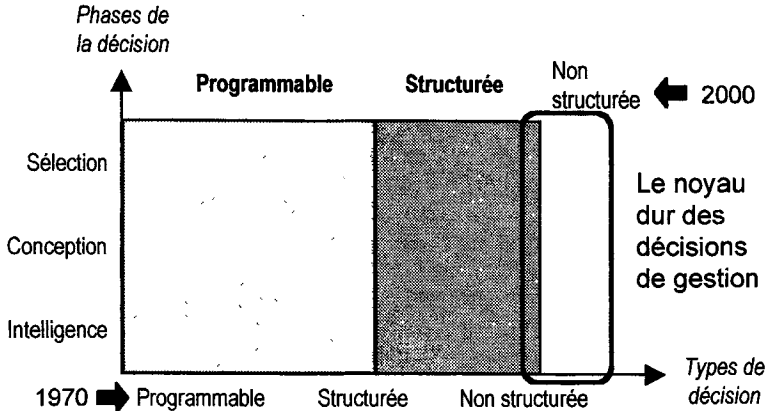 Phases de
la décision
Programmable
Structurée
Non
structurée
2000
Sélection
Conception
Intelligence
Le noyau
dur des
décisions
de gestion
1970
Programmable
Structurée
Non structurée
Types de
décision